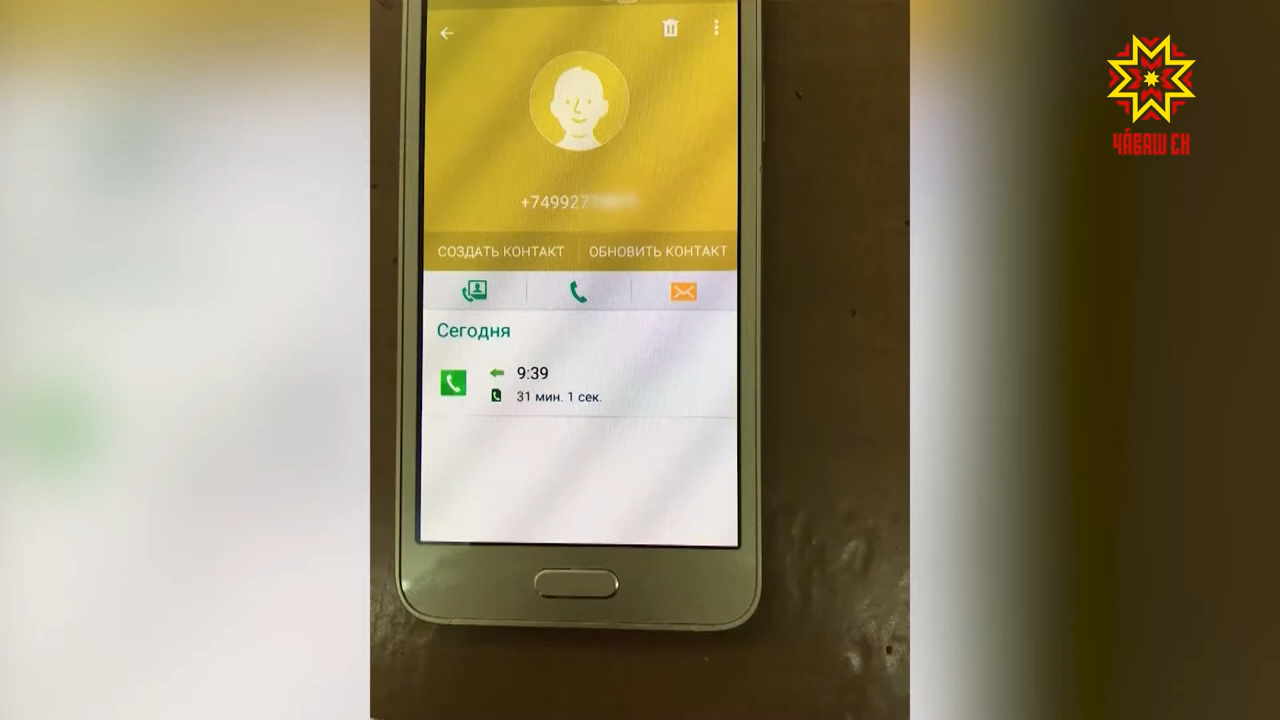 ЧӐВАШ ЕН
+749927
СОЗДАТЬ КОНТАКТ
ОБНОВИТЬ КОНТАКТ
Сегодня
9:39
31 мин. 1 сек.